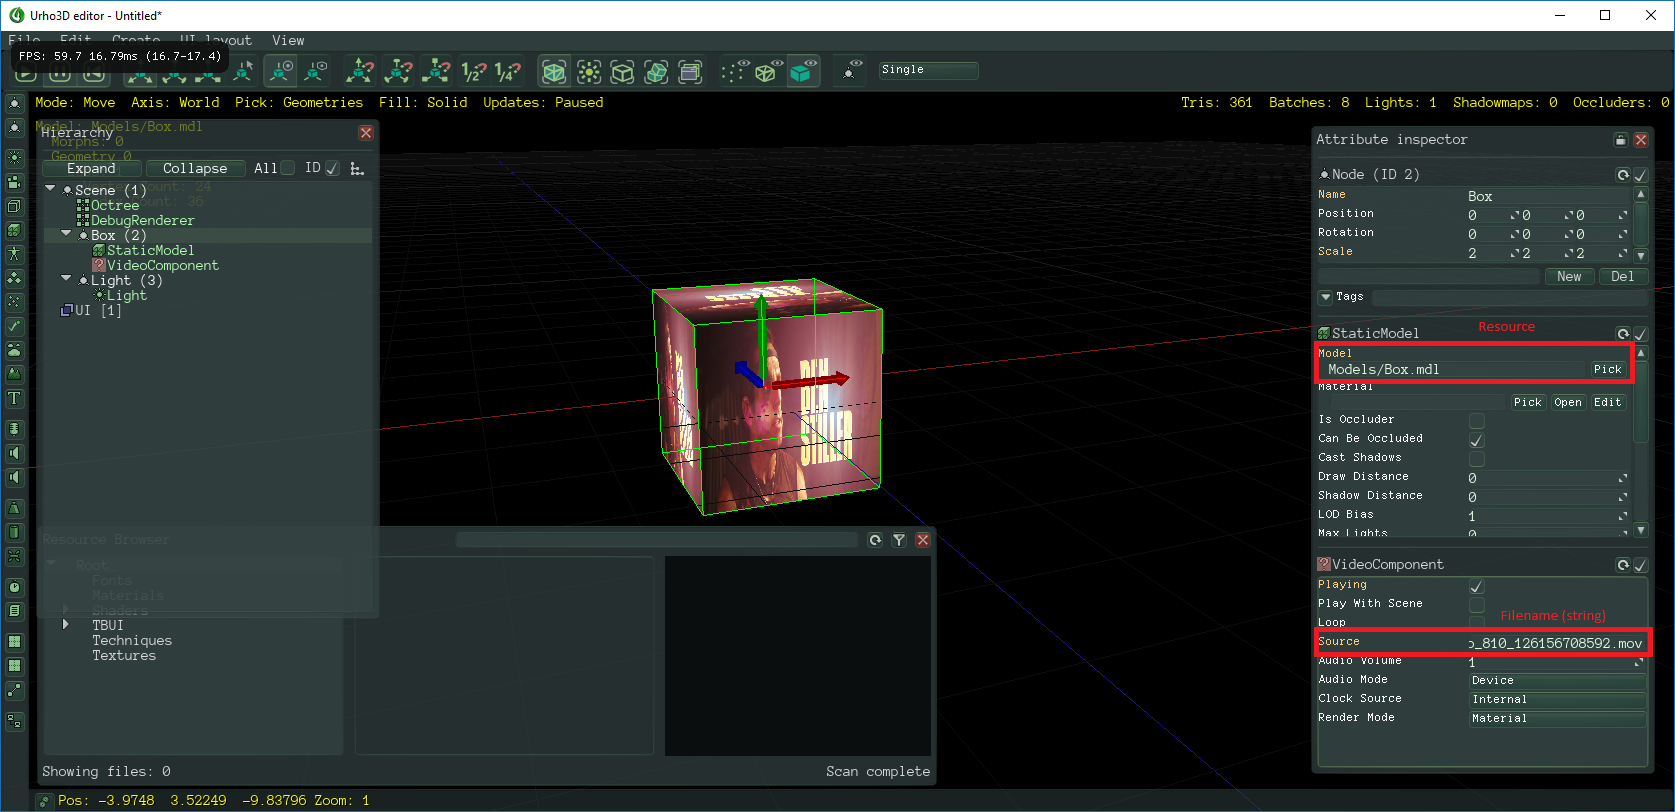 Urho3D editor - Untitled*
File Edit Create UI layout View
FPS: 59.7 16.79ms (16.7-17.4)
1/2? 1/4? Single
Mode: Move Axis: World Pick: Geometries Fill: Solid Updates: Paused
Tris: 361 Batches: 8 Lights: 1 Shadowmaps: 0 Occluders: 0
Model: Models/Box.mdl
Hierarchy
Morphs: 0
Geometry 0
Expand Collapse All ID
Scene (1)
Count: 24
Octree
Count: 36
DebugRenderer
Box (2)
StaticModel
VideoComponent
Light (3)
Light
UI [1]
Resource Browser
Root
Fonts
Materials
Shaders
TBUI
Techniques
Textures
Showing files: 0
Scan complete
Attribute inspector
Node (ID 2)
Name Box
Position 0 0 0
Rotation 0 0 0
Scale 2 2 2
New Del
Tags
StaticModel
Resource
Model
Models/Box.mdl Pick
Material
Pick Open Edit
Is Occluder
Can Be Occluded
Cast Shadows
Draw Distance 0
Shadow Distance 0
LOD Bias 1
Max Lights 0
VideoComponent
Playing
Play With Scene
Loop
Filename (string)
Source _810_126156708592.mov
Audio Volume 1
Audio Mode Device
Clock Source Internal
Render Mode Material
Pos: -3.9748 3.52249 -9.83796 Zoom: 1